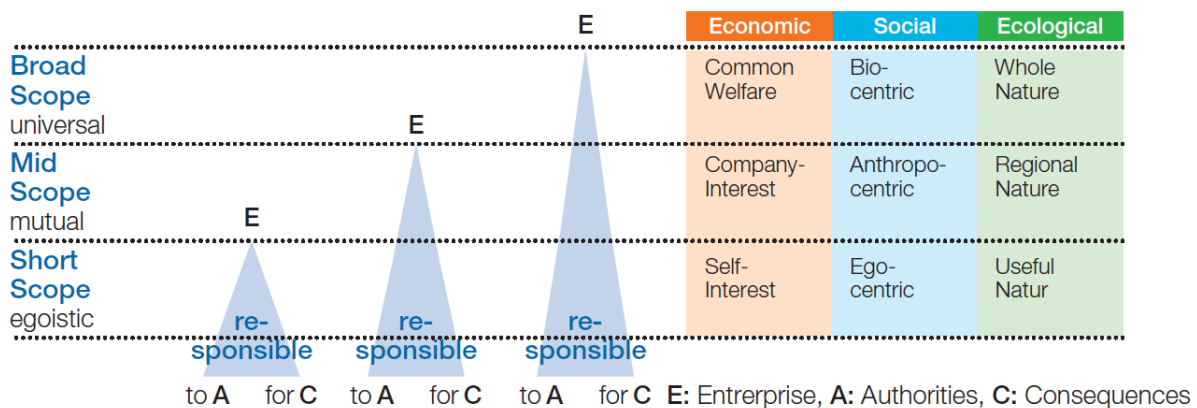 E
Economic Social Ecological
Broad Scope universal
Common Welfare
Bio-
centric
Whole
Nature
E
Mid
Scope
mutual
Company-
Interest
Anthropo-
centric
Regional
Nature
E
Short
Scope
egoistic
Self-
Interest
Ego-
centric
Useful
Natur
re-
sponsible
re-
sponsible
re-
sponsible
to A for C to A for C to A for C E: Entrerprise, A: Authorities, C: Consequences